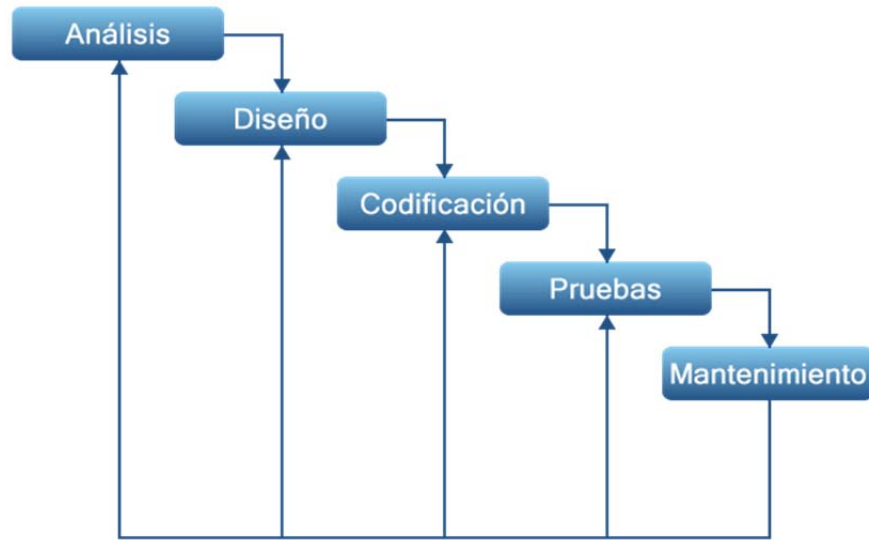 Análisis
Diseño
Codificación
Pruebas
Mantenimiento